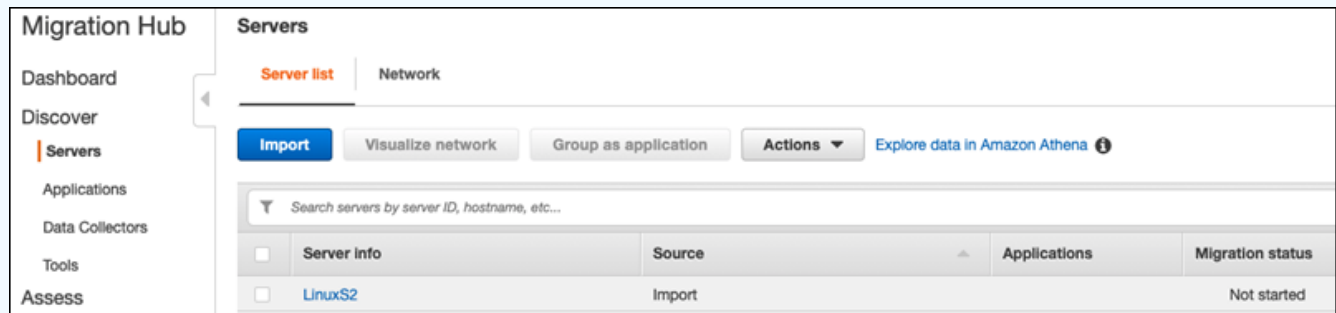 Migration Hub
Dashboard
Discover
Servers
Applications
Data Collectors
Tools
Assess
Servers
Server list Network
Import Visualize network Group as application Actions Explore data in Amazon Athena
Search servers by server ID, hostname, etc...
Server info Source Applications Migration status
LinuxS2 Import Not started